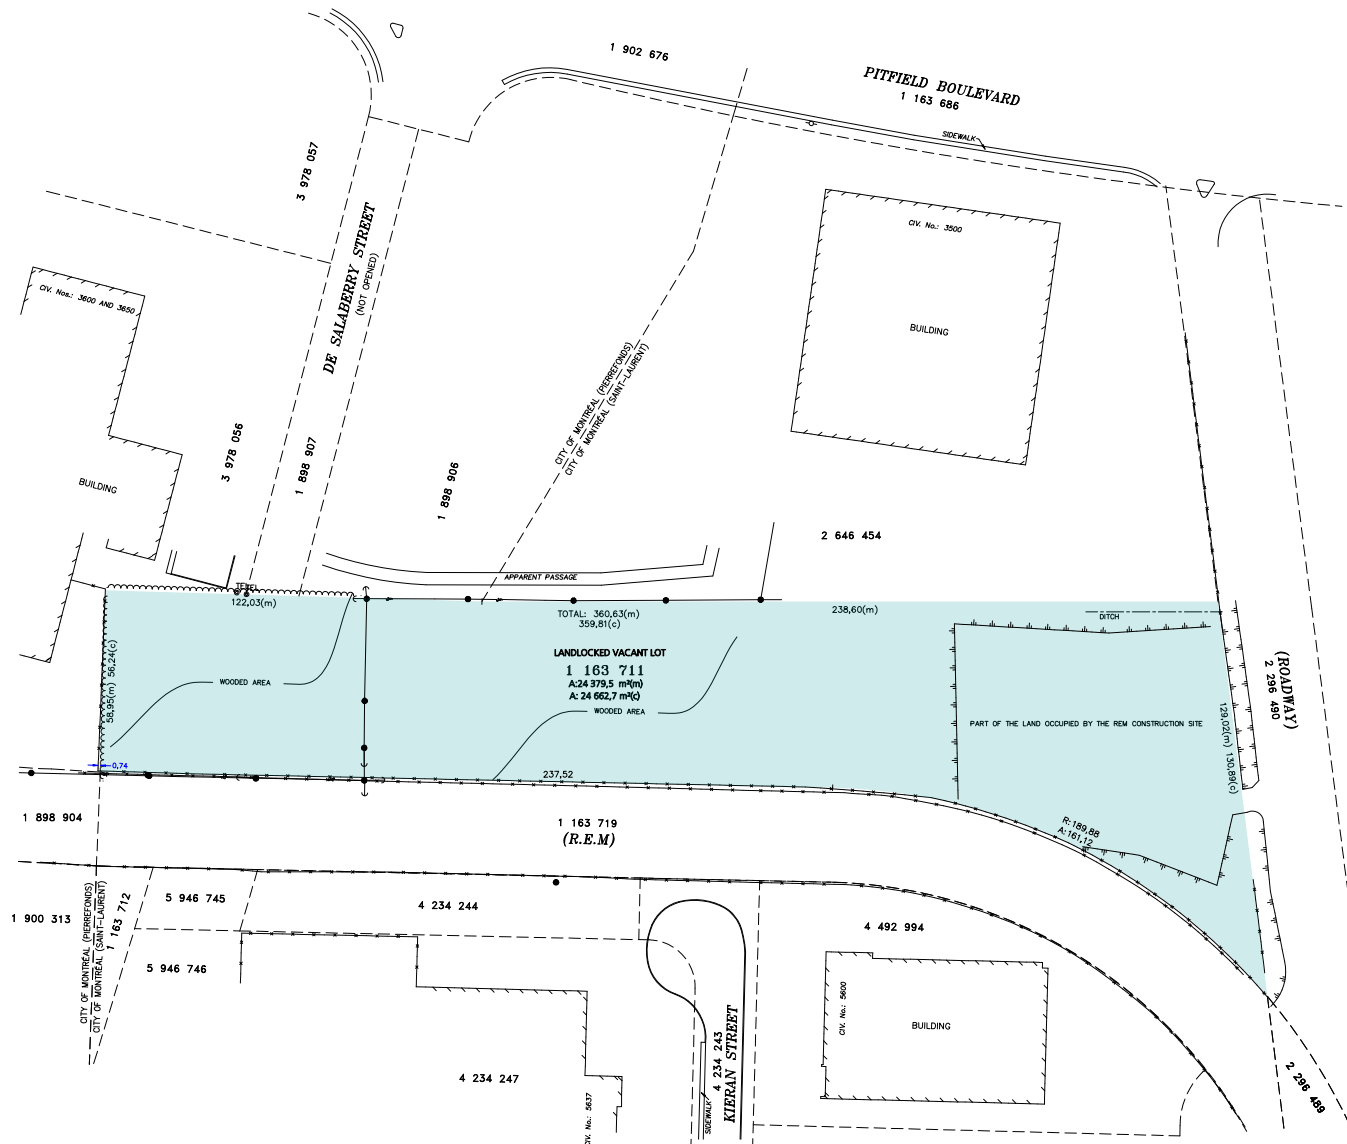 1 902 676
PITFIELD BOULEVARD
1 163 686
SIDEWALK
3 978 057
CIV. No.: 3500
DE SALABERRY STREET
(NOT OPENED)
CIV. Nos.: 3600 AND 3650
BUILDING
CITY OF MONTRÉAL (PIERREFONDS)
CITY OF MONTRÉAL (SAINT-LAURENT)
3 978 056
1 898 907
1 898 906
BUILDING
2 646 454
APPARENT PASSAGE
122,03(m)
TOTAL: 360,63(m)
359,81(c)
238,60(m)
DITCH
LANDLOCKED VACANT LOT
1 163 711
A:24 379,5 m²(m)
A: 24 662,7 m²(c)
WOODED AREA
WOODED AREA
58,95(m) 56,24(c)
(ROADWAY)
2 296 490
PART OF THE LAND OCCUPIED BY THE REM CONSTRUCTION SITE
129,02(m) 130,89(c)
0,74
237,52
1 898 904
1 163 719
(R.E.M)
R:189,88
A:161,12
CITY OF MONTRÉAL (PIERREFONDS)
CITY OF MONTRÉAL (SAINT-LAURENT)
1 163 712
5 946 745
4 234 244
1 900 313
4 492 994
5 946 746
CIV. No.: 5600
BUILDING
4 234 243
KIERAN STREET
SIDEWALK
4 234 247
CIV. No.: 5637
2 296 489